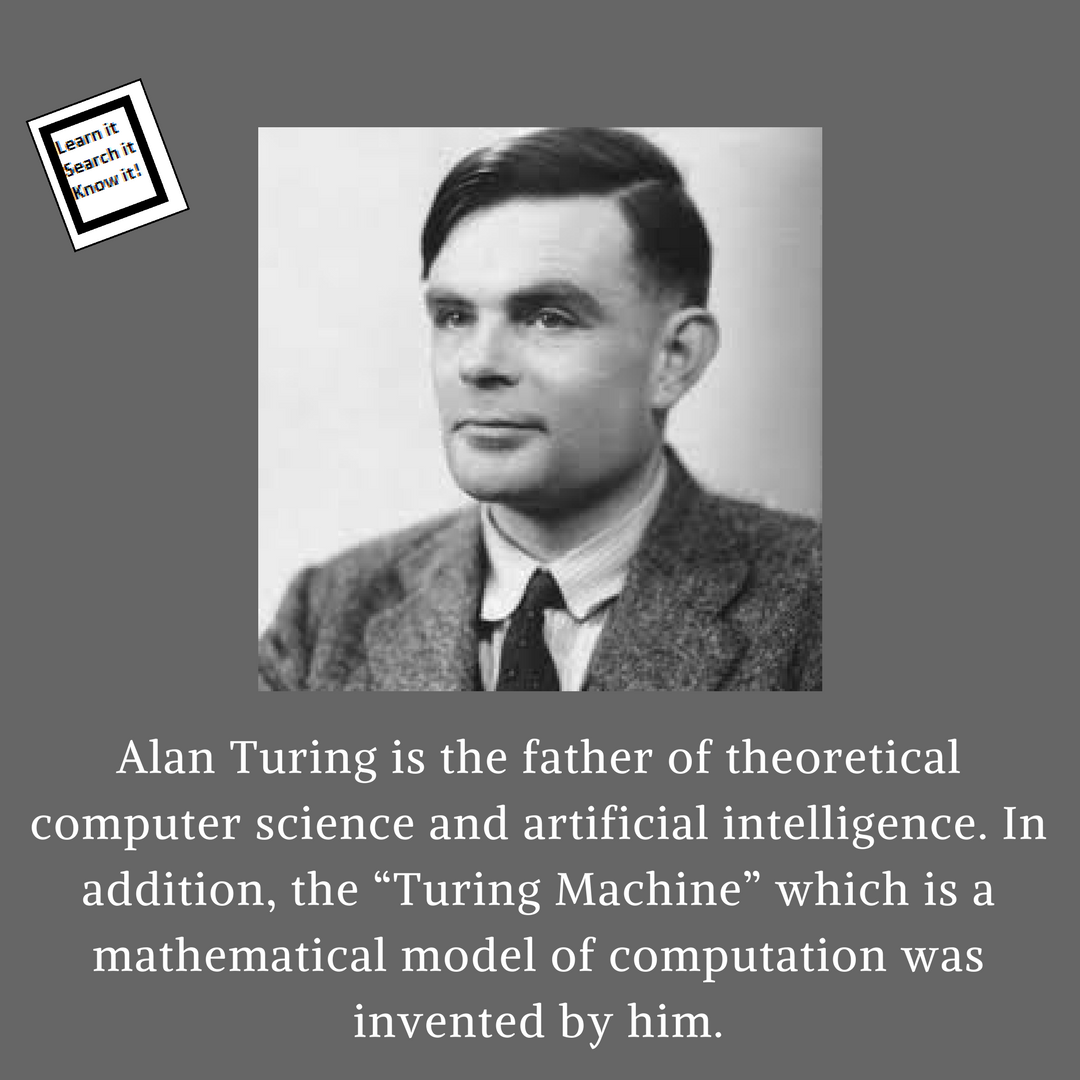 Learn it
Search it
Know it!
Alan Turing is the father of theoretical
computer science and artificial intelligence. In
addition, the “Turing Machine” which is a
mathematical model of computation was
invented by him.